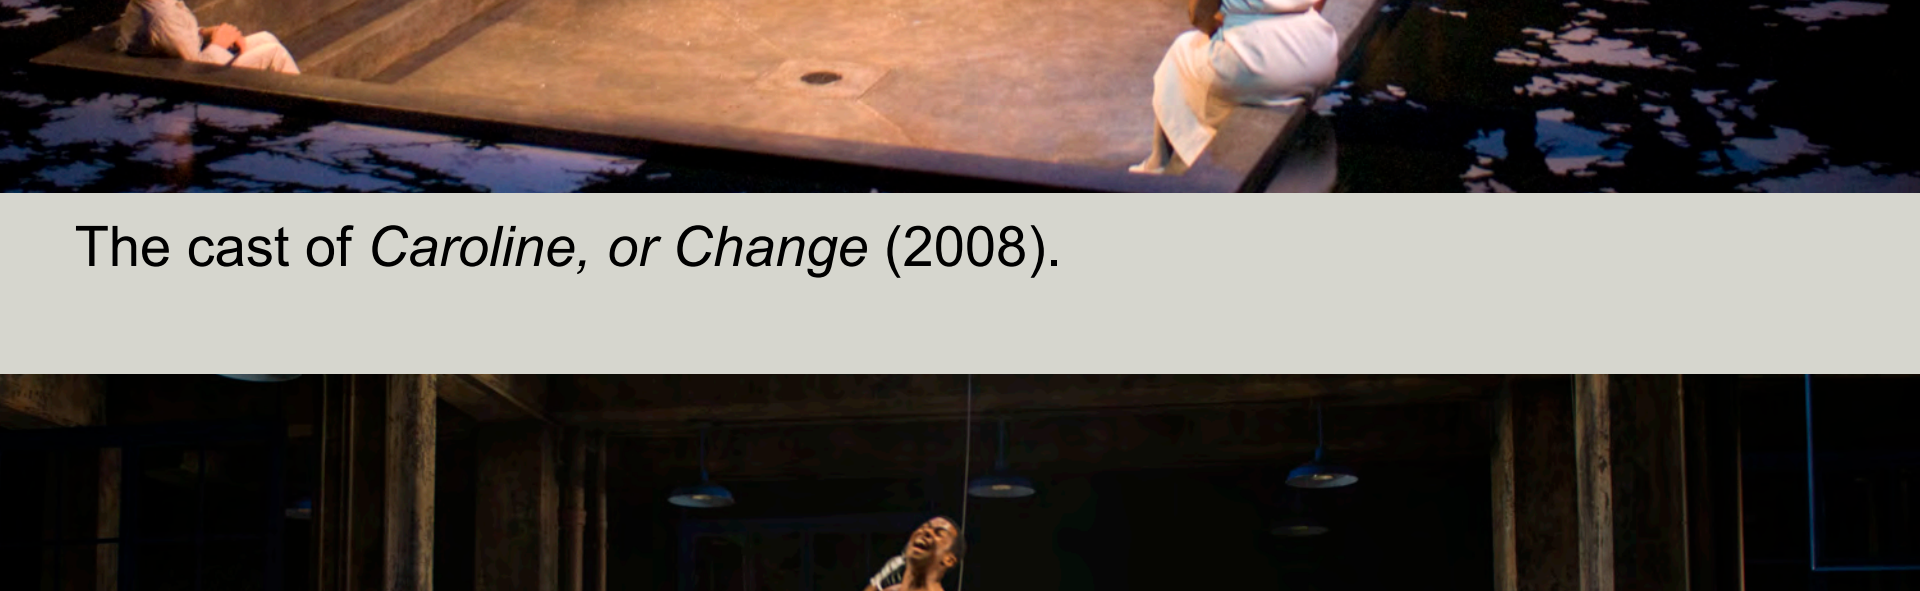 The cast of Caroline, or Change (2008).